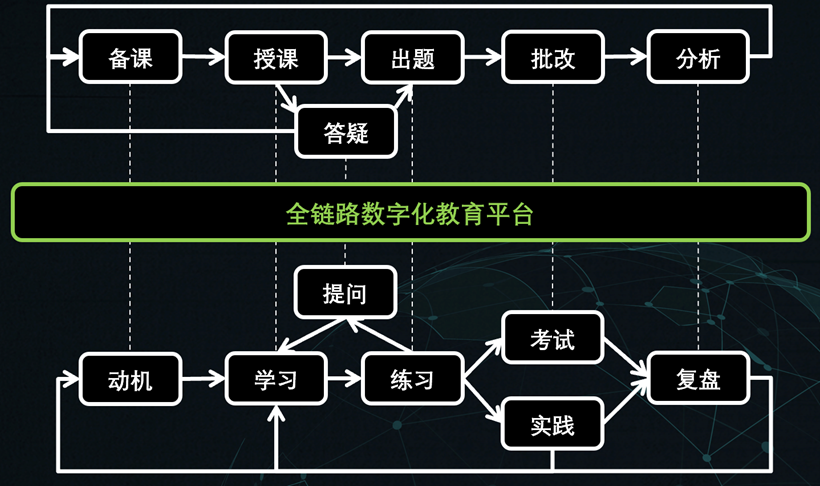 备课
授课
出题
批改
分析
答疑
全链路数字化教育平台
提问
考试
动机
学习
练习
复盘
实践